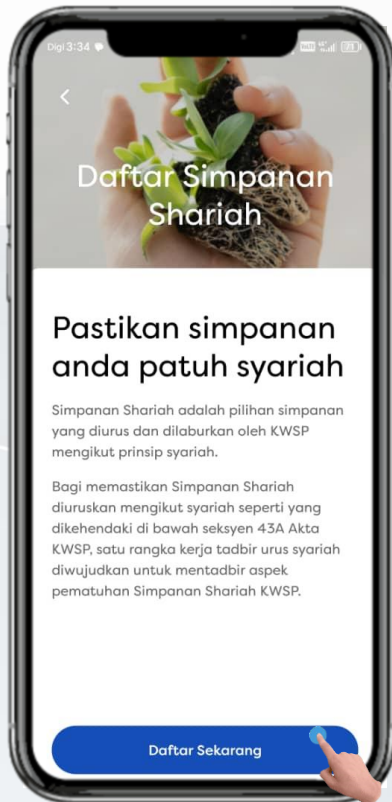 Digi 3:34
Daftar Simpanan
Shariah
Pastikan simpanan
anda patuh syariah
Simpanan Shariah adalah pilihan simpanan
yang diurus dan dilaburkan oleh KWSP
mengikut prinsip syariah.
Bagi memastikan Simpanan Shariah
diuruskan mengikut syariah seperti yang
dikehendaki di bawah seksyen 43A Akta
KWSP, satu rangka kerja tadbir urus syariah
diwujudkan untuk mentadbir aspek
pematuhan Simpanan Shariah KWSP.
Daftar Sekarang